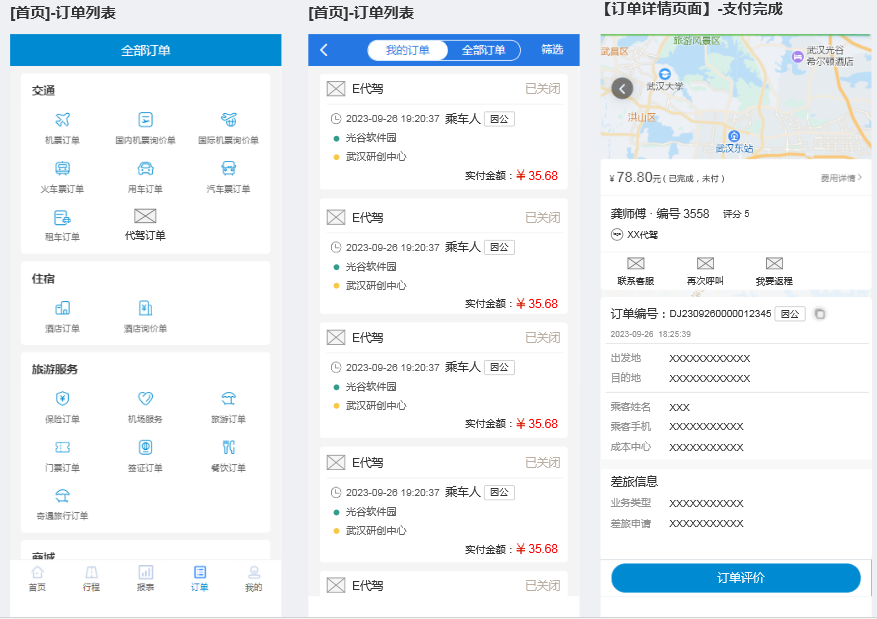 [首页]-订单列表
全部订单
交通
机票订单 国内机票询价单 国际机票询价单
火车票订单 用车订单 汽车票订单
租车订单 代驾订单
住宿
酒店订单 酒店询价单
旅游服务
保险订单 机场服务 旅游订单
门票订单 签证订单 餐饮订单
奇遇旅行订单
商城
首页 行程 报表 订单 我的
[首页]-订单列表
我的订单 全部订单 筛选
E代驾 已关闭
2023-09-26 19:20:37 乘车人 因公
光谷软件园
武汉研创中心
实付金额：¥ 35.68
E代驾 已关闭
2023-09-26 19:20:37 乘车人 因公
光谷软件园
武汉研创中心
实付金额：¥ 35.68
E代驾 已关闭
2023-09-26 19:20:37 乘车人 因公
光谷软件园
武汉研创中心
实付金额：¥ 35.68
E代驾 已关闭
2023-09-26 19:20:37 乘车人 因公
光谷软件园
武汉研创中心
实付金额：¥ 35.68
E代驾 已关闭
【订单详情页面】-支付完成
旅游风景区
武昌区
武汉光谷
希尔顿酒店
武汉大学
洪山区
武汉东站
¥78.80元(已完成，未付) 费用详情
龚师傅 · 编号 3558 评分 5
XX代驾
联系客服 再次呼叫 我要返程
订单编号：DJ2309260000012345 因公
2023-09-26 18:25:39
出发地 XXXXXXXXXXXX
目的地 XXXXXXXXXXXX
乘客姓名 XXX
乘客手机 XXXXXXXXXXX
成本中心 XXXXXXXXXXX
差旅信息
业务类型 XXXXXXXXXXX
差旅申请 XXXXXXXXXXX
订单评价